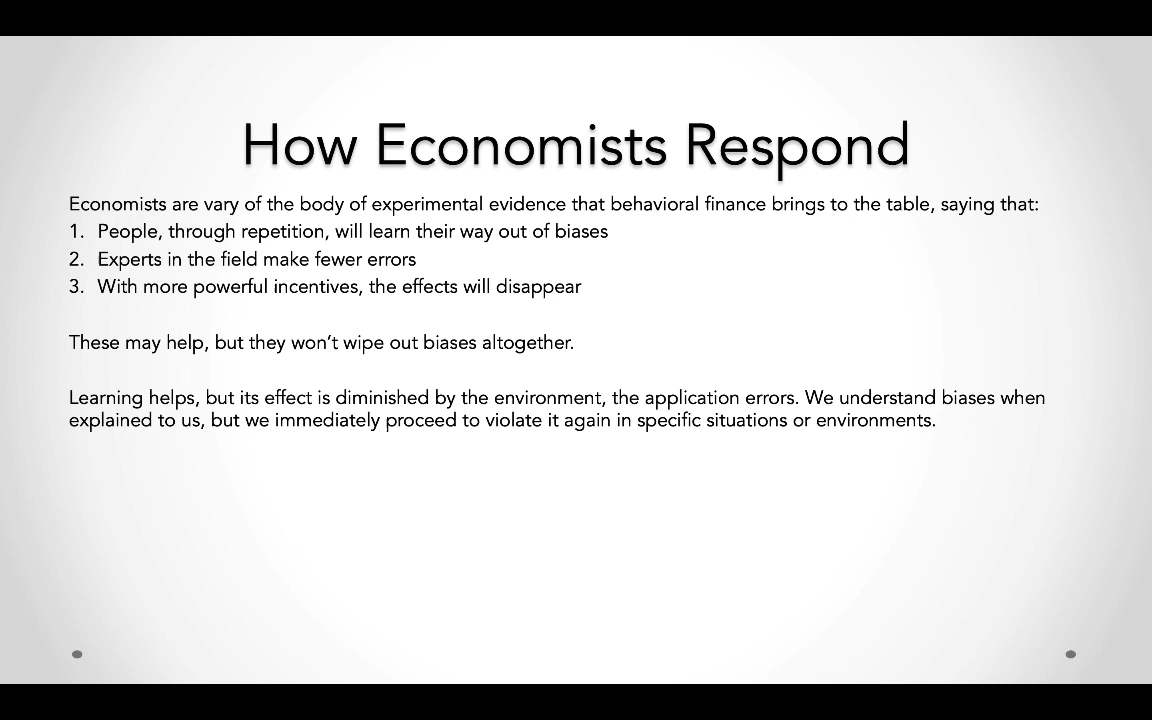 How Economists Respond
Economists are vary of the body of experimental evidence that behavioral finance brings to the table, saying that:
1. People, through repetition, will learn their way out of biases
2. Experts in the field make fewer errors
3. With more powerful incentives, the effects will disappear
These may help, but they won’t wipe out biases altogether.
Learning helps, but its effect is diminished by the environment, the application errors. We understand biases when
explained to us, but we immediately proceed to violate it again in specific situations or environments.